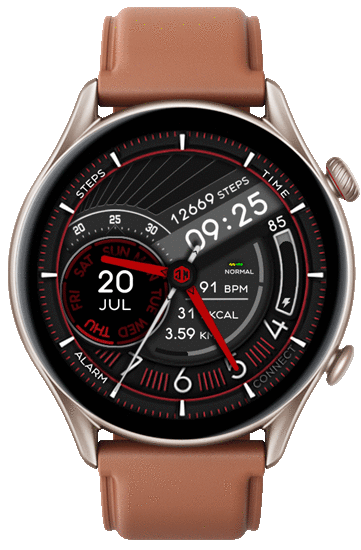 STEPS
TIME
12669 STEPS
09:25
20 25 30
85
SUN MON TUE WED THU FRI SAT
20
JUL
NORMAL
91 BPM
KCAL
3.59
4
5
6
7
ALARM
CONNECT